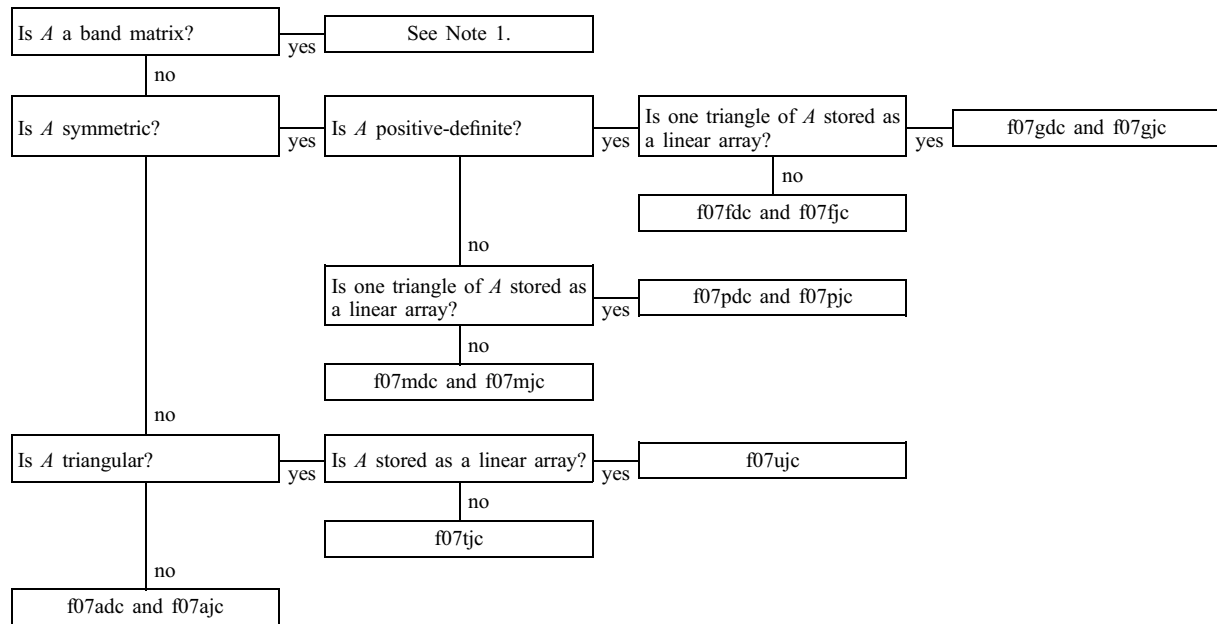 Is A a band matrix?
yes
See Note 1.
no
Is A symmetric?
yes
Is A positive-definite?
yes
Is one triangle of A stored as
a linear array?
yes
f07gdc and f07gjc
no
f07fdc and f07fjc
no
Is one triangle of A stored as
a linear array?
yes
f07pdc and f07pjc
no
f07mdc and f07mjc
no
Is A triangular?
yes
Is A stored as a linear array?
yes
f07ujc
no
f07tjc
no
f07adc and f07ajc